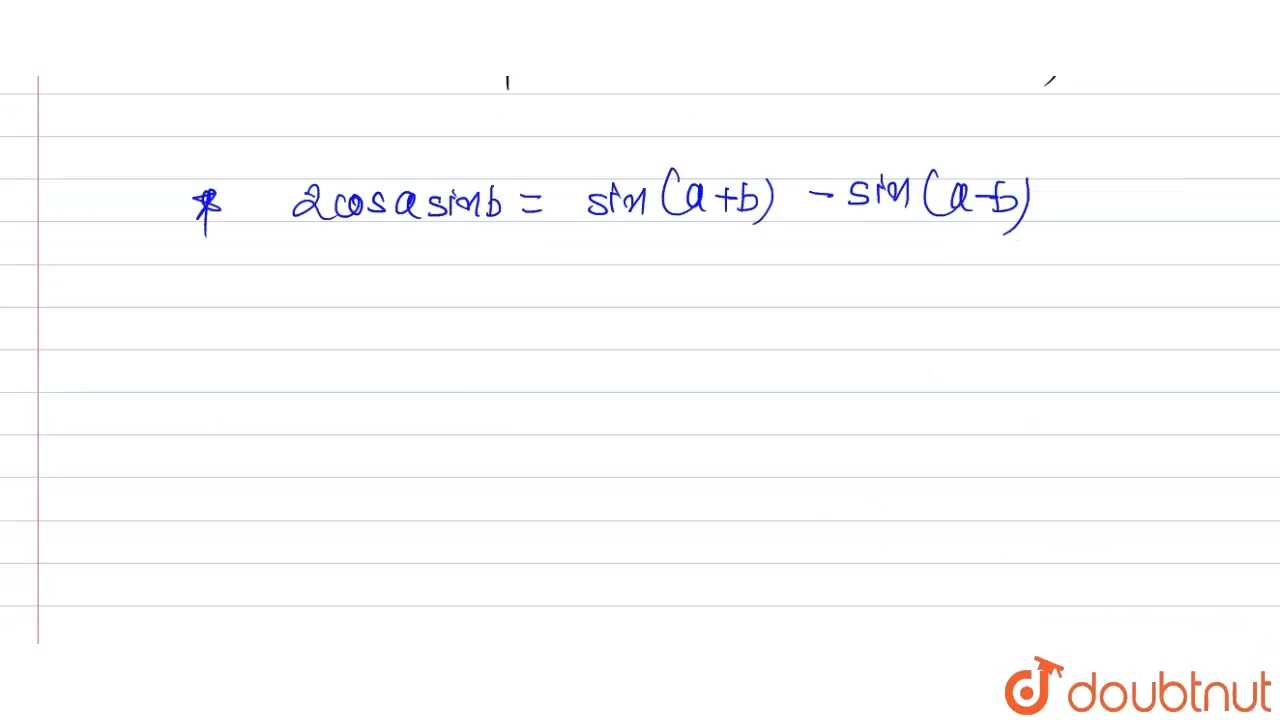 * 2cosasinb = sin(a+b) - sin(a-b)
doubtnut